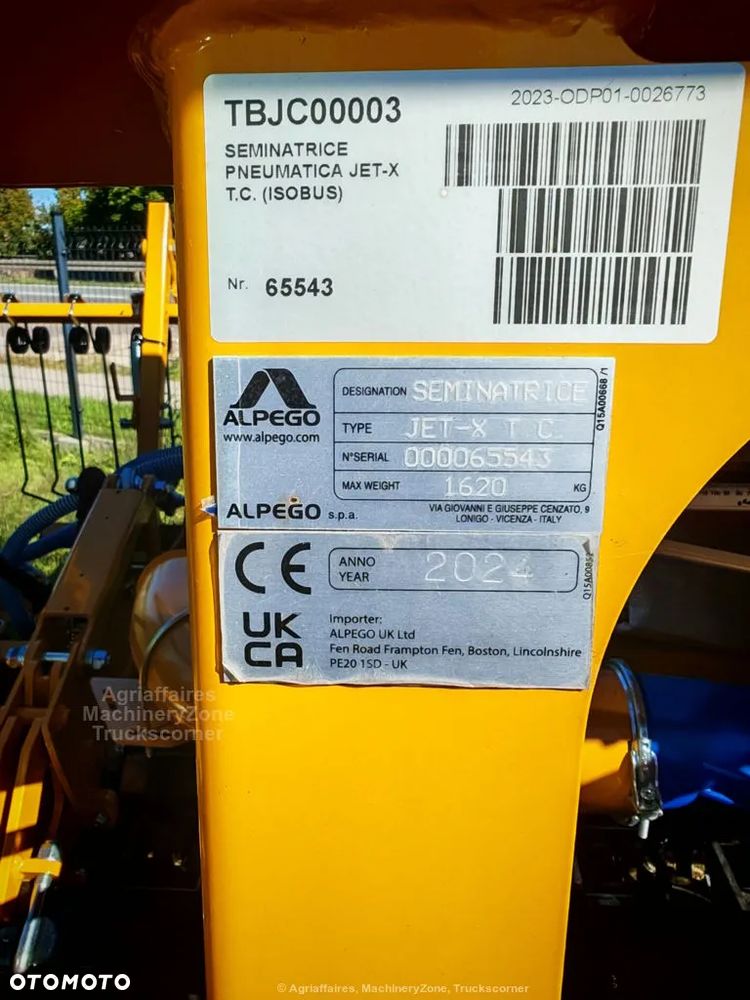 TBJC00003
2023-ODP01-0026773
SEMINATRICE
PNEUMATICA JET-X
T.C. (ISOBUS)
Nr. 65543
ALPEGO
www.alpego.com
DESIGNATION SEMINATRICE
TYPE JET-X T C
N°SERIAL 000065543
MAX WEIGHT 1620 KG
Q15A00668 /1
ALPEGO s.p.a.
VIA GIOVANNI E GIUSEPPE CENZATO, 9
LONIGO - VICENZA - ITALY
CE
ANNO
YEAR
2024
UK
CA
Importer:
ALPEGO UK Ltd
Fen Road Frampton Fen, Boston, Lincolnshire
PE20 1SD - UK
Agriaffaires
MachineryZone
Truckscorner
OTOMOTO
© Agriaffaires, MachineryZone, Truckscorner